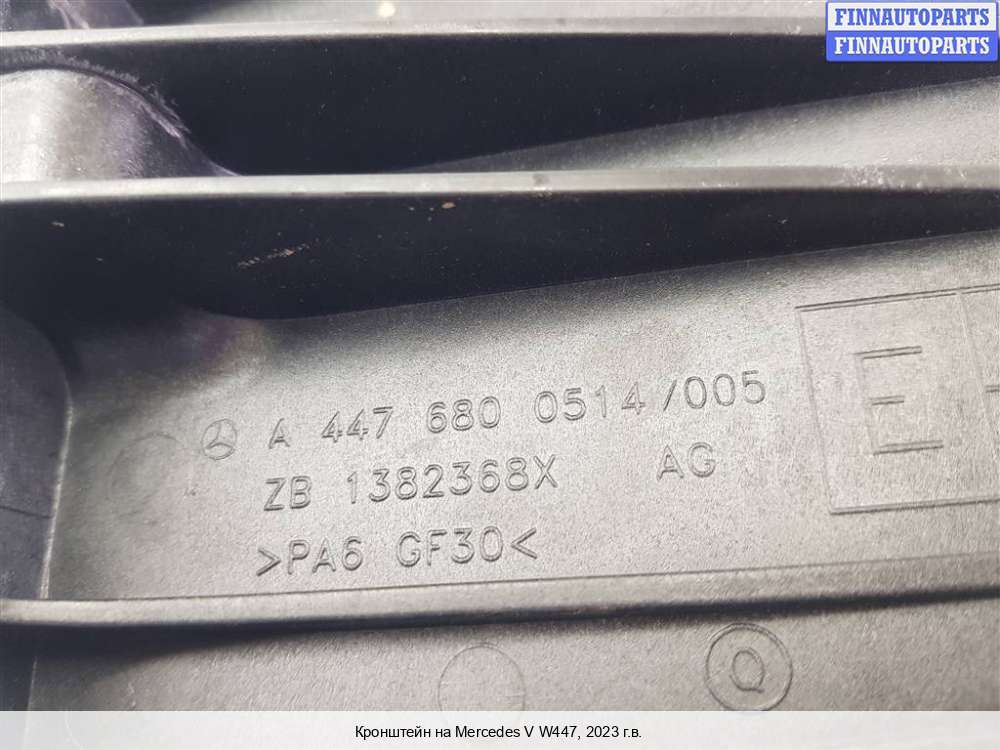 FINNAUTOPARTS
FINNAUTOPARTS
A 447 680 0514/005
ZB 1382368X AG
>PA6 GF30<
E
Q
Кронштейн на Mercedes V W447, 2023 г.в.